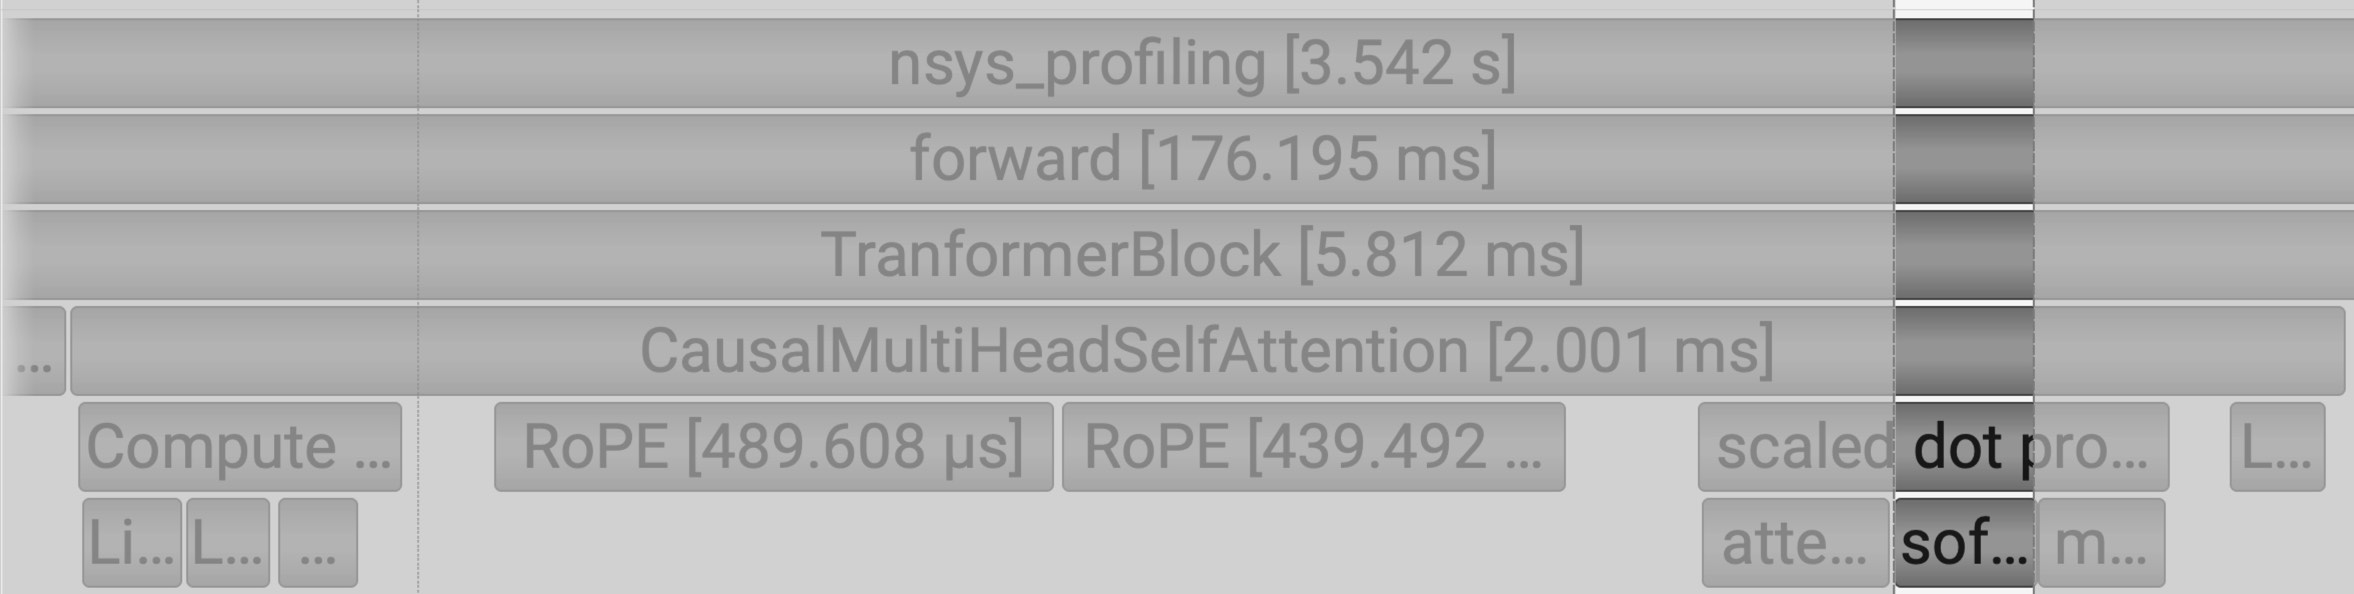 nsys_profiling [3.542 s]
forward [176.195 ms]
TranformerBlock [5.812 ms]
... CausalMultiHeadSelfAttention [2.001 ms]
Compute ... RoPE [489.608 μs] RoPE [439.492 ... scaled dot pro... L...
Li... L... ... atte... sof... m...